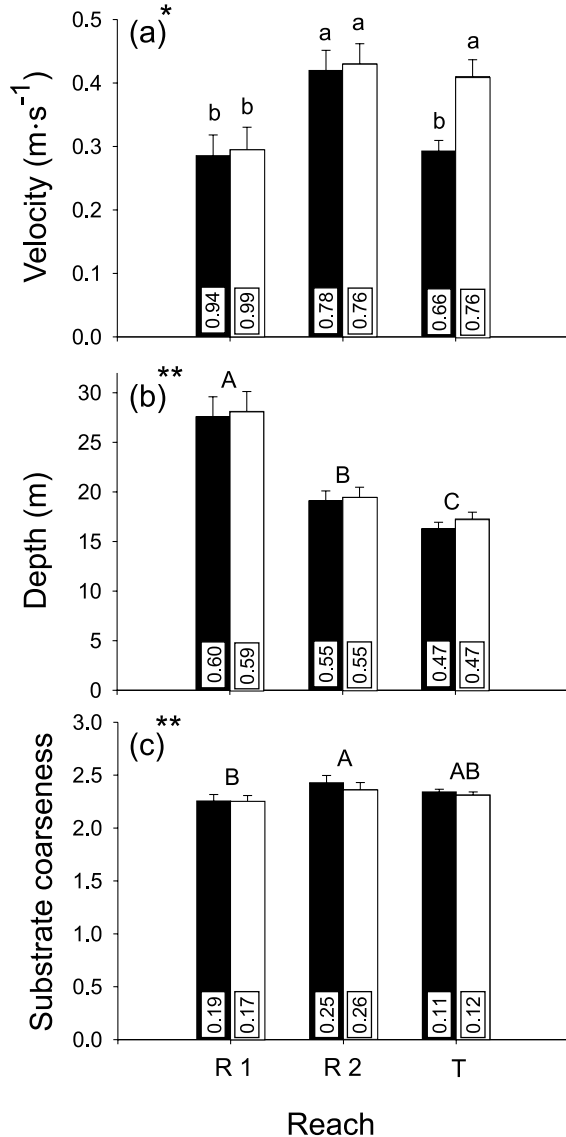 (a)*
Velocity (m·s⁻¹)
0.5
0.4
0.3
0.2
0.1
0.0
b b a a b a
0.94 0.99 0.78 0.76 0.66 0.76
(b)**
Depth (m)
30
25
20
15
10
5
0
A B C
0.60 0.59 0.55 0.55 0.47 0.47
(c)**
Substrate coarseness
3.0
2.5
2.0
1.5
1.0
0.5
0.0
B A AB
0.19 0.17 0.25 0.26 0.11 0.12
R 1 R 2 T
Reach